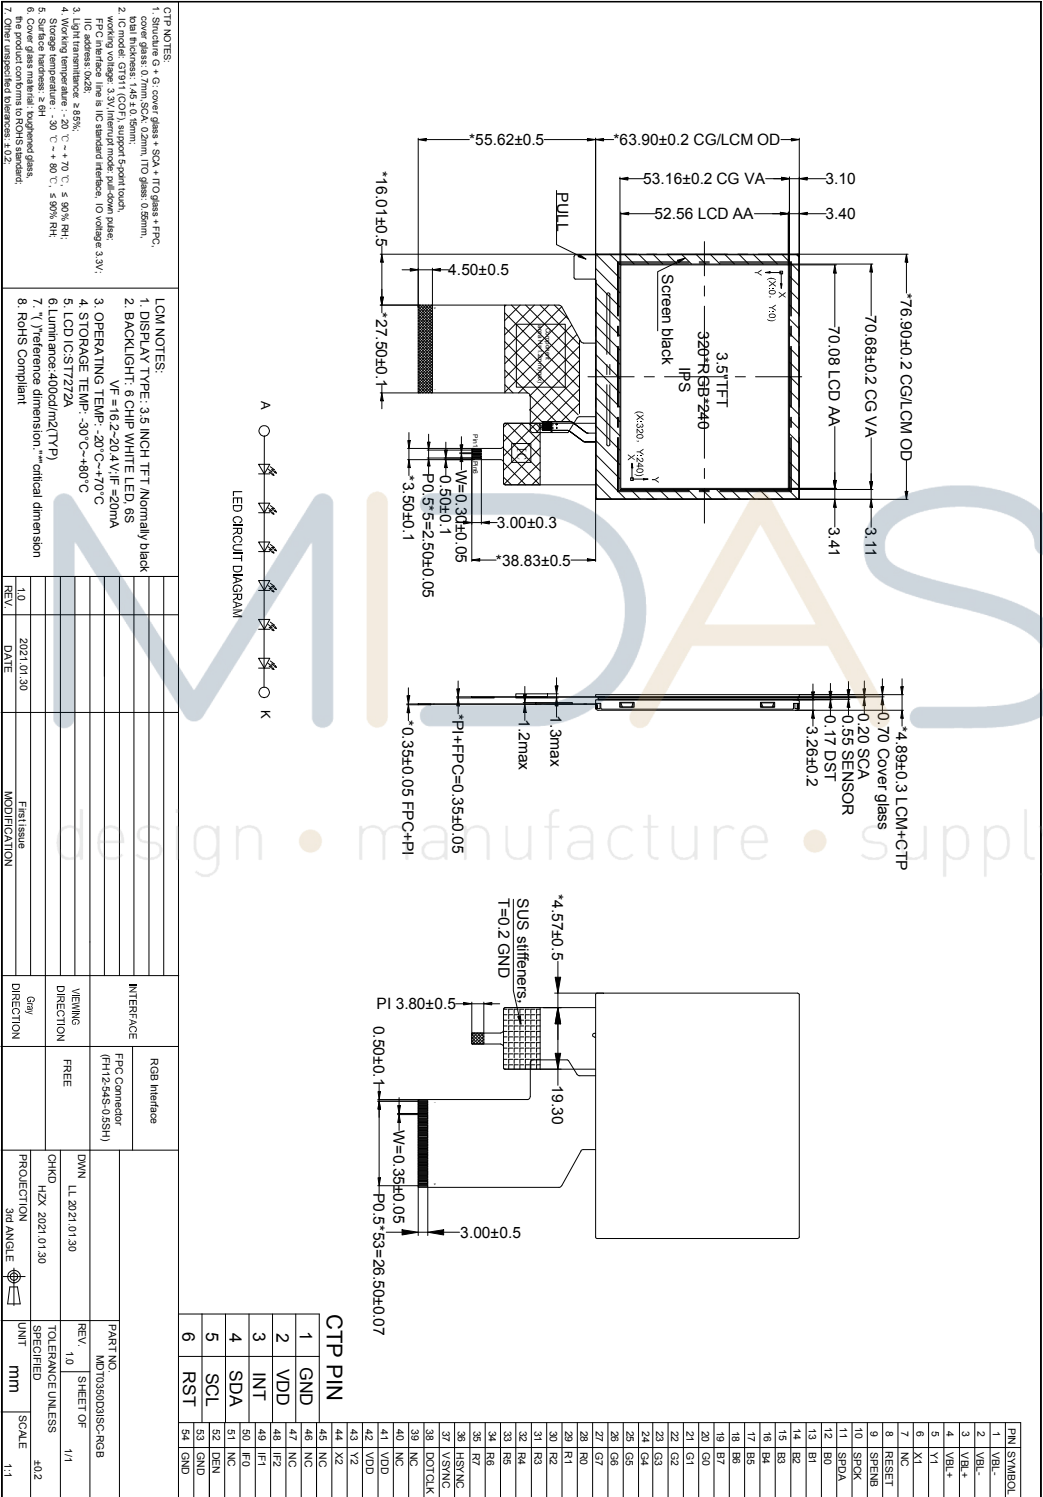 *76.90±0.2 CG/LCM OD
70.68±0.2 CG VA
3.11
70.08 LCD AA
3.41
*63.90±0.2 CG/LCM OD
*55.62±0.5
53.16±0.2 CG VA
3.10
52.56 LCD AA
3.40
X
Y
(X:0, Y:0)
3.5"TFT
320*RGB*240
IPS
Screen black
(X:320, Y:240)
Y
X
PULL
*16.01±0.5
4.50±0.5
*27.50±0.1
Pin1
Pin6
W=0.30±0.05
0.50±0.1
P0.5*5=2.50±0.05
*3.50±0.1
3.00±0.3
*38.83±0.5
*4.89±0.3 LCM+CTP
0.70 Cover glass
0.20 SCA
0.55 SENSOR
0.17 DST
3.26±0.2
1.3max
1.2max
*PI+FPC=0.35±0.05
*0.35±0.05 FPC+PI
*4.57±0.5
SUS stiffeners,
T=0.2 GND
19.30
PI 3.80±0.5
0.50±0.1
W=0.35±0.05
P0.5*53=26.50±0.07
3.00±0.5
A
K
LED CIRCUIT DIAGRAM
MIDAS
design • manufacture • suppl
CTP NOTES:
1. Structure G + G: cover glass + SCA + ITO glass + FPC,
cover glass: 0.7mm,SCA: 0.2mm, ITO glass: 0.55mm,
total thickness: 1.45 ± 0.15mm;
2. IC model: GT911 (COF), support 5-point touch,
working voltage: 3.3V,Interrupt mode: pull-down pulse;
FPC interface line is IIC standard interface, IO voltage: 3.3V;
IIC address:0x28;
3. Light transmittance: ≥ 85%;
4. Working temperature : - 20 ℃ ~ + 70 ℃, ≤ 90% RH;
Storage temperature : - 30 ℃ ~ + 80 ℃, ≤ 90% RH;
5. Surface hardness: ≥ 6H
6. Cover glass material: toughened glass,
the product conforms to ROHS standard;
7. Other unspecified tolerances: ± 0.2;
LCM NOTES:
1. DISPLAY TYPE: 3.5 INCH TFT /Normally black
2. BACKLIGHT: 6 CHIP WHITE LED, 6S
VF =16.2~20.4V;IF =20mA
3. OPERATING TEMP: -20°C~+70°C
4. STORAGE TEMP: -30°C~+80°C
5. LCD IC:ST7272A
6.Luminance:400cd/m2(TYP)
7. "( )"reference dimension,"*"critical dimension
8. RoHS Compliant
1.0
2021.01.30
First issue
REV.
DATE
MODIFICATION
INTERFACE
RGB Interface
FPC Connector
(FH12-54S-0.5SH)
VIEWING
DIRECTION
FREE
Gray
DIRECTION
DWN LL 2021.01.30
CHKD HZX 2021.01.30
PROJECTION
3rd ANGLE
PART NO.
MDT0350D3ISC-RGB
REV. 1.0
SHEET OF 1/1
TOLERANCE UNLESS
SPECIFIED ±0.2
UNIT mm
SCALE 1:1
CTP PIN
1 GND
2 VDD
3 INT
4 SDA
5 SCL
6 RST
PIN SYMBOL
1 VBL-
2 VBL-
3 VBL+
4 VBL+
5 Y1
6 X1
7 NC
8 RESET
9 SPENB
10 SPCK
11 SPDA
12 B0
13 B1
14 B2
15 B3
16 B4
17 B5
18 B6
19 B7
20 G0
21 G1
22 G2
23 G3
24 G4
25 G5
26 G6
27 G7
28 R0
29 R1
30 R2
31 R3
32 R4
33 R5
34 R6
35 R7
36 HSYNC
37 VSYNC
38 DOTCLK
39 NC
40 NC
41 VDD
42 VDD
43 Y2
44 X2
45 NC
46 NC
47 NC
48 IF2
49 IF1
50 IF0
51 NC
52 DEN
53 GND
54 GND